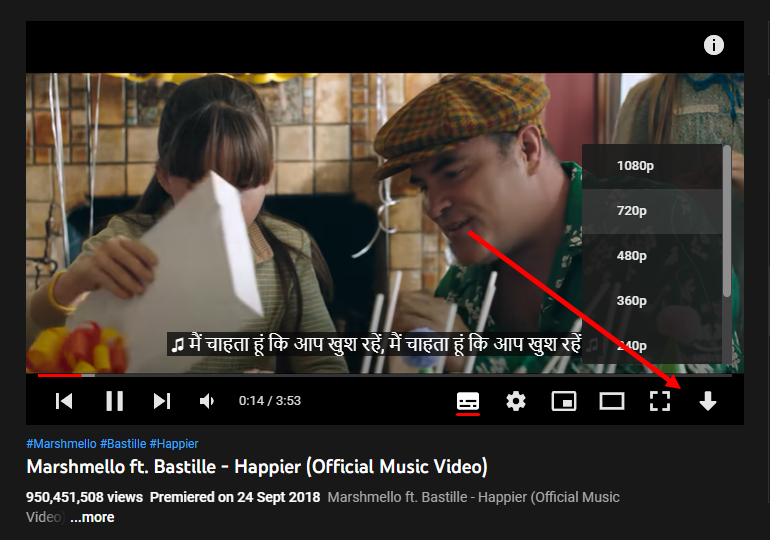 1080p
720p
480p
360p
240p
♫ मैं चाहता हूं कि आप खुश रहें, मैं चाहता हूं कि आप खुश रहें ♫
0:14 / 3:53
#Marshmello #Bastille #Happier
Marshmello ft. Bastille - Happier (Official Music Video)
950,451,508 views Premiered on 24 Sept 2018 Marshmello ft. Bastille - Happier (Official Music
Video) ...more